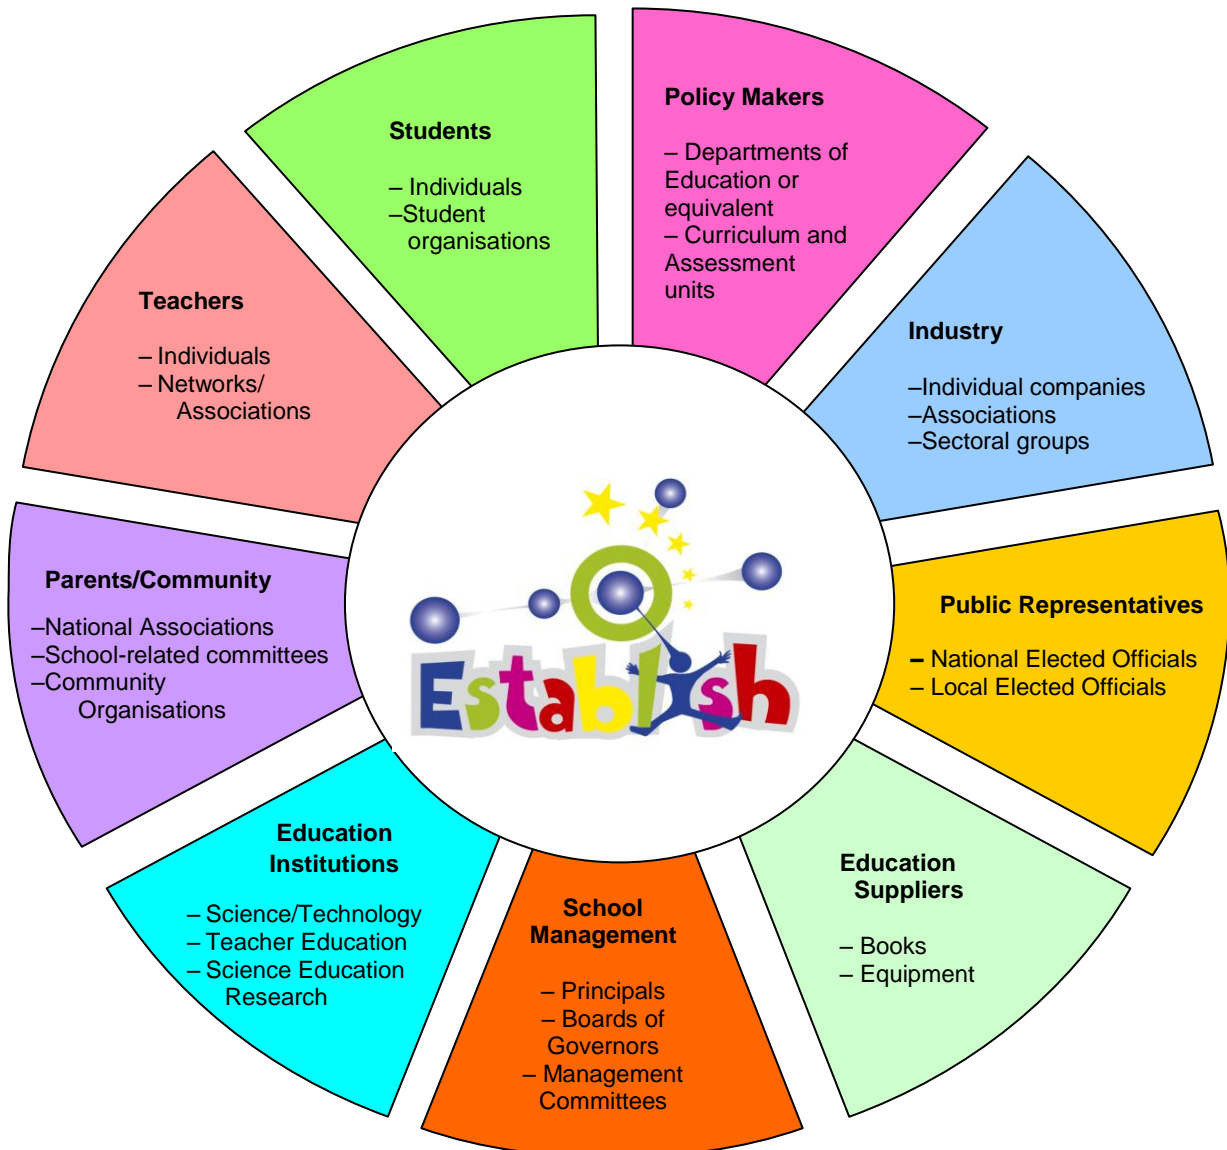 Policy Makers
– Departments of
Education or
equivalent
– Curriculum and
Assessment
units
Industry
–Individual companies
–Associations
–Sectoral groups
Public Representatives
– National Elected Officials
– Local Elected Officials
Education
Suppliers
– Books
– Equipment
School
Management
– Principals
– Boards of
Governors
– Management
Committees
Education
Institutions
– Science/Technology
– Teacher Education
– Science Education
Research
Parents/Community
–National Associations
–School-related committees
–Community
Organisations
Teachers
– Individuals
– Networks/
Associations
Students
– Individuals
–Student
organisations
Establish